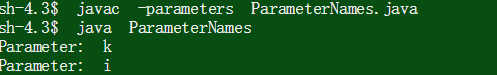 sh-4.3$ javac -parameters ParameterNames.java
sh-4.3$ java ParameterNames
Parameter: k
Parameter: i